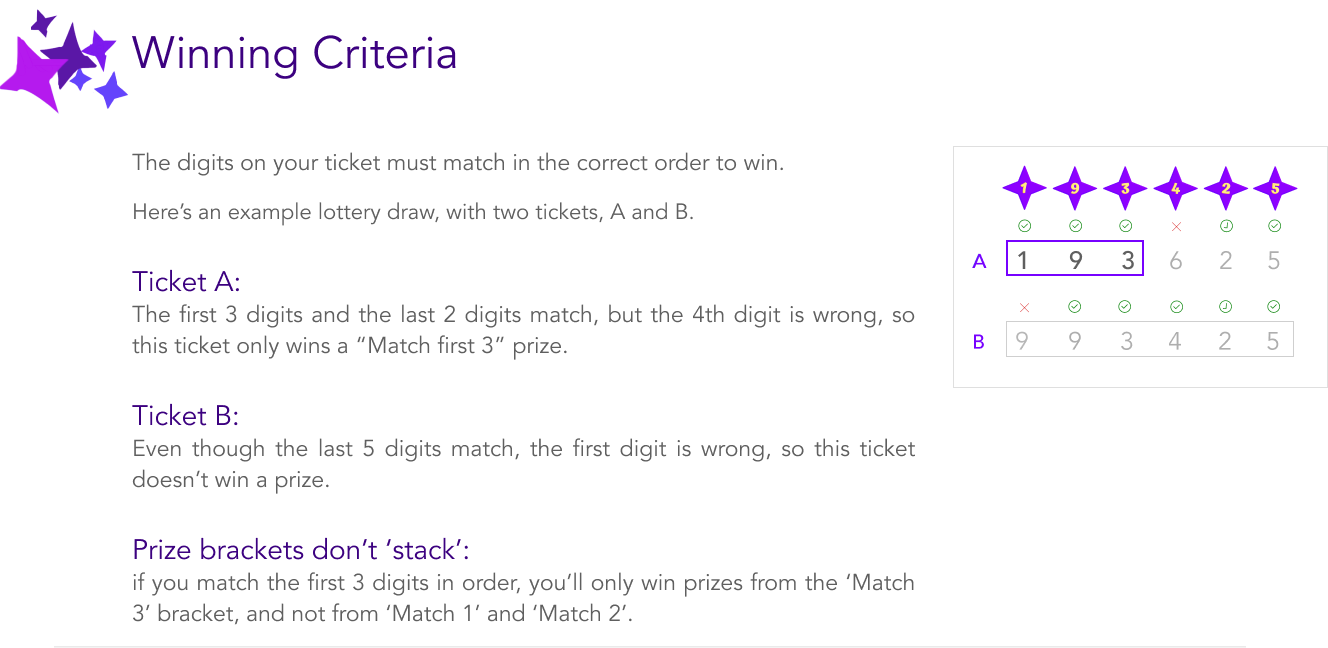 Winning Criteria
The digits on your ticket must match in the correct order to win.
Here’s an example lottery draw, with two tickets, A and B.
Ticket A:
The first 3 digits and the last 2 digits match, but the 4th digit is wrong, so
this ticket only wins a “Match first 3” prize.
Ticket B:
Even though the last 5 digits match, the first digit is wrong, so this ticket
doesn’t win a prize.
Prize brackets don’t ‘stack’:
if you match the first 3 digits in order, you’ll only win prizes from the ‘Match
3’ bracket, and not from ‘Match 1’ and ‘Match 2’.
1 9 3 4 2 5
A 1 9 3 6 2 5
B 9 9 3 4 2 5